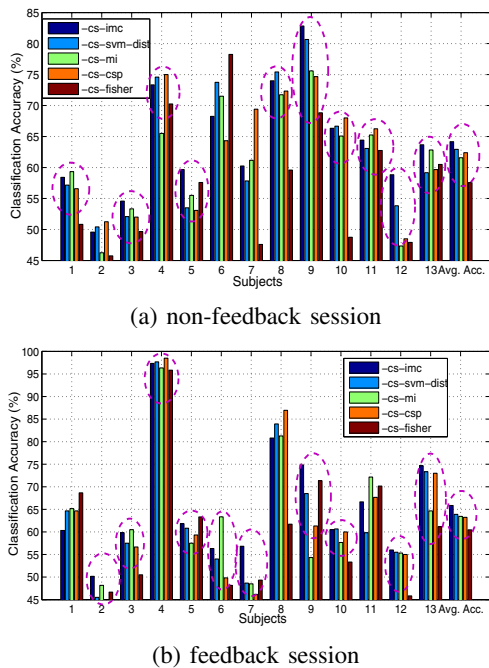 85
80
75
70
65
60
55
50
45
Classification Accuracy (%)
-cs-imc
-cs-svm-dist
-cs-mi
-cs-csp
-cs-fisher
1 2 3 4 5 6 7 8 9 10 11 12 13 Avg. Acc.
Subjects
(a) non-feedback session
100
95
90
85
80
75
70
65
60
55
50
45
Classification Accuracy (%)
-cs-imc
-cs-svm-dist
-cs-mi
-cs-csp
-cs-fisher
1 2 3 4 5 6 7 8 9 10 11 12 13 Avg. Acc.
Subjects
(b) feedback session